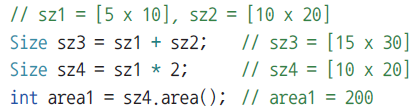 // sz1 = [5 x 10], sz2 = [10 x 20]
Size sz3 = sz1 + sz2;    // sz3 = [15 x 30]
Size sz4 = sz1 * 2;      // sz4 = [10 x 20]
int area1 = sz4.area();  // area1 = 200